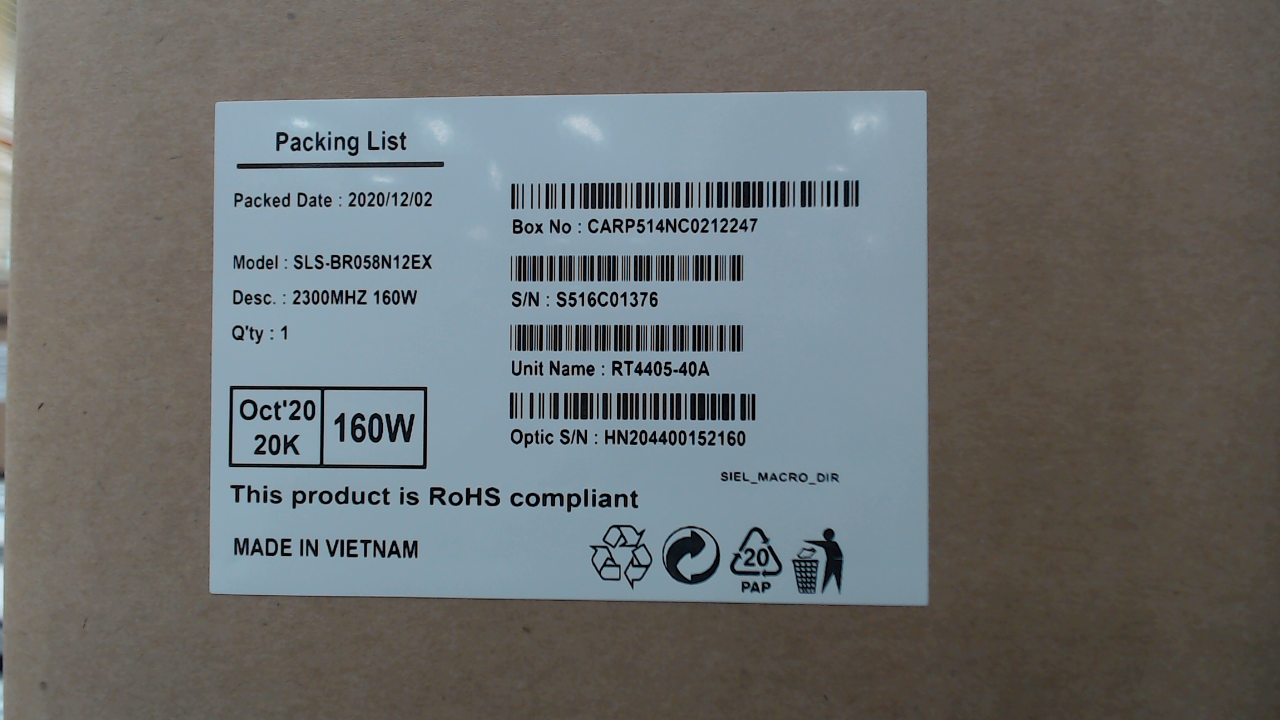 Packing List
Packed Date : 2020/12/02
Model : SLS-BR058N12EX
Desc. : 2300MHZ 160W
Q'ty : 1
Oct'20
20K
160W
Box No : CARP514NC0212247
S/N : S516C01376
Unit Name : RT4405-40A
Optic S/N : HN204400152160
SIEL_MACRO_DIR
This product is RoHS compliant
MADE IN VIETNAM
20
PAP